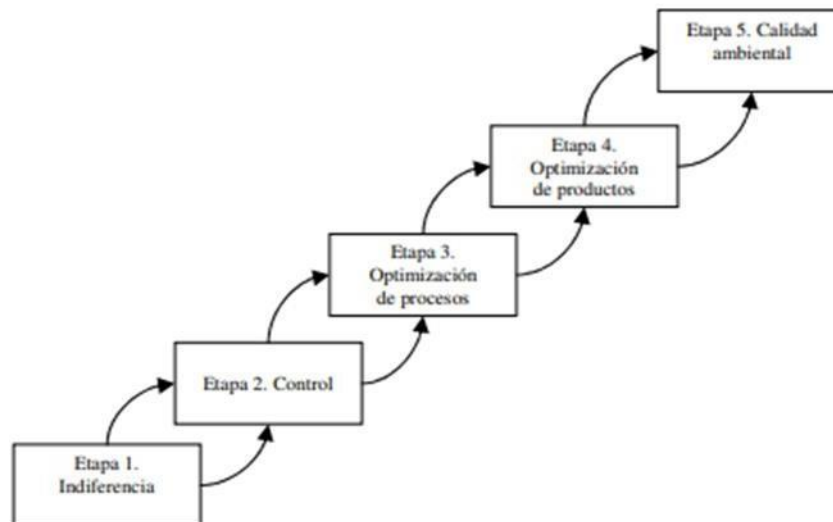 Etapa 5. Calidad
ambiental
Etapa 4.
Optimización
de productos
Etapa 3.
Optimización
de procesos
Etapa 2. Control
Etapa 1.
Indiferencia